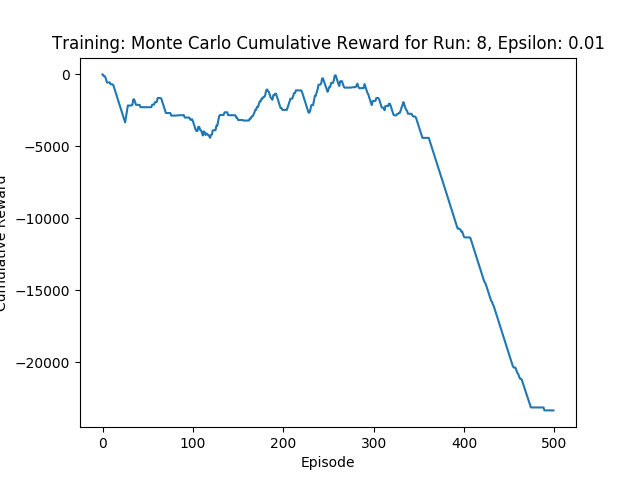 Training: Monte Carlo Cumulative Reward for Run: 8, Epsilon: 0.01
0
−5000
−10000
−15000
−20000
Cumulative Reward
0 100 200 300 400 500
Episode